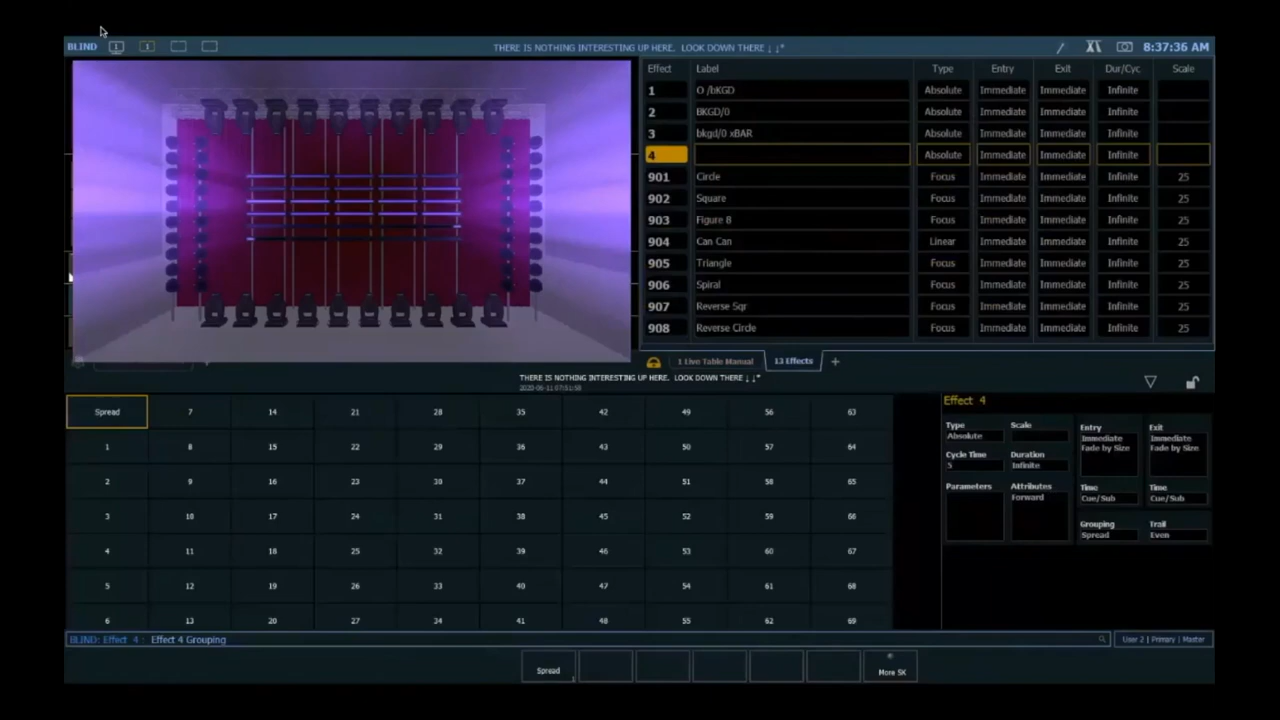 BLIND 1 1 THERE IS NOTHING INTERESTING UP HERE. LOOK DOWN THERE ↓ ↓* 8:37:36 AM
Effect Label Type Entry Exit Dur/Cyc Scale
1 O /bKGD Absolute Immediate Immediate Infinite
2 BKGD/0 Absolute Immediate Immediate Infinite
3 bkgd/0 xBAR Absolute Immediate Immediate Infinite
4 Absolute Immediate Immediate Infinite
901 Circle Focus Immediate Immediate Infinite 25
902 Square Focus Immediate Immediate Infinite 25
903 Figure 8 Focus Immediate Immediate Infinite 25
904 Can Can Linear Immediate Immediate Infinite 25
905 Triangle Focus Immediate Immediate Infinite 25
906 Spiral Focus Immediate Immediate Infinite 25
907 Reverse Sqr Focus Immediate Immediate Infinite 25
908 Reverse Circle Focus Immediate Immediate Infinite 25
1 Live Table Manual 13 Effects +
THERE IS NOTHING INTERESTING UP HERE. LOOK DOWN THERE ↓ ↓*
2020-06-11 07:51:58
Spread 7 14 21 28 35 42 49 56 63
1 8 15 22 29 36 43 50 57 64
2 9 16 23 30 37 44 51 58 65
3 10 17 24 31 38 45 52 59 66
4 11 18 25 32 39 46 53 60 67
5 12 19 26 33 40 47 54 61 68
6 13 20 27 34 41 48 55 62 69
Effect 4
Type Scale Entry Exit
Absolute Immediate Immediate
Fade by Size Fade by Size
Cycle Time Duration
5 Infinite
Parameters Attributes Time Time
Forward Cue/Sub Cue/Sub
Grouping Trail
Spread Even
BLIND: Effect 4 : Effect 4 Grouping User 2 | Primary | Master
Spread 1 More SK